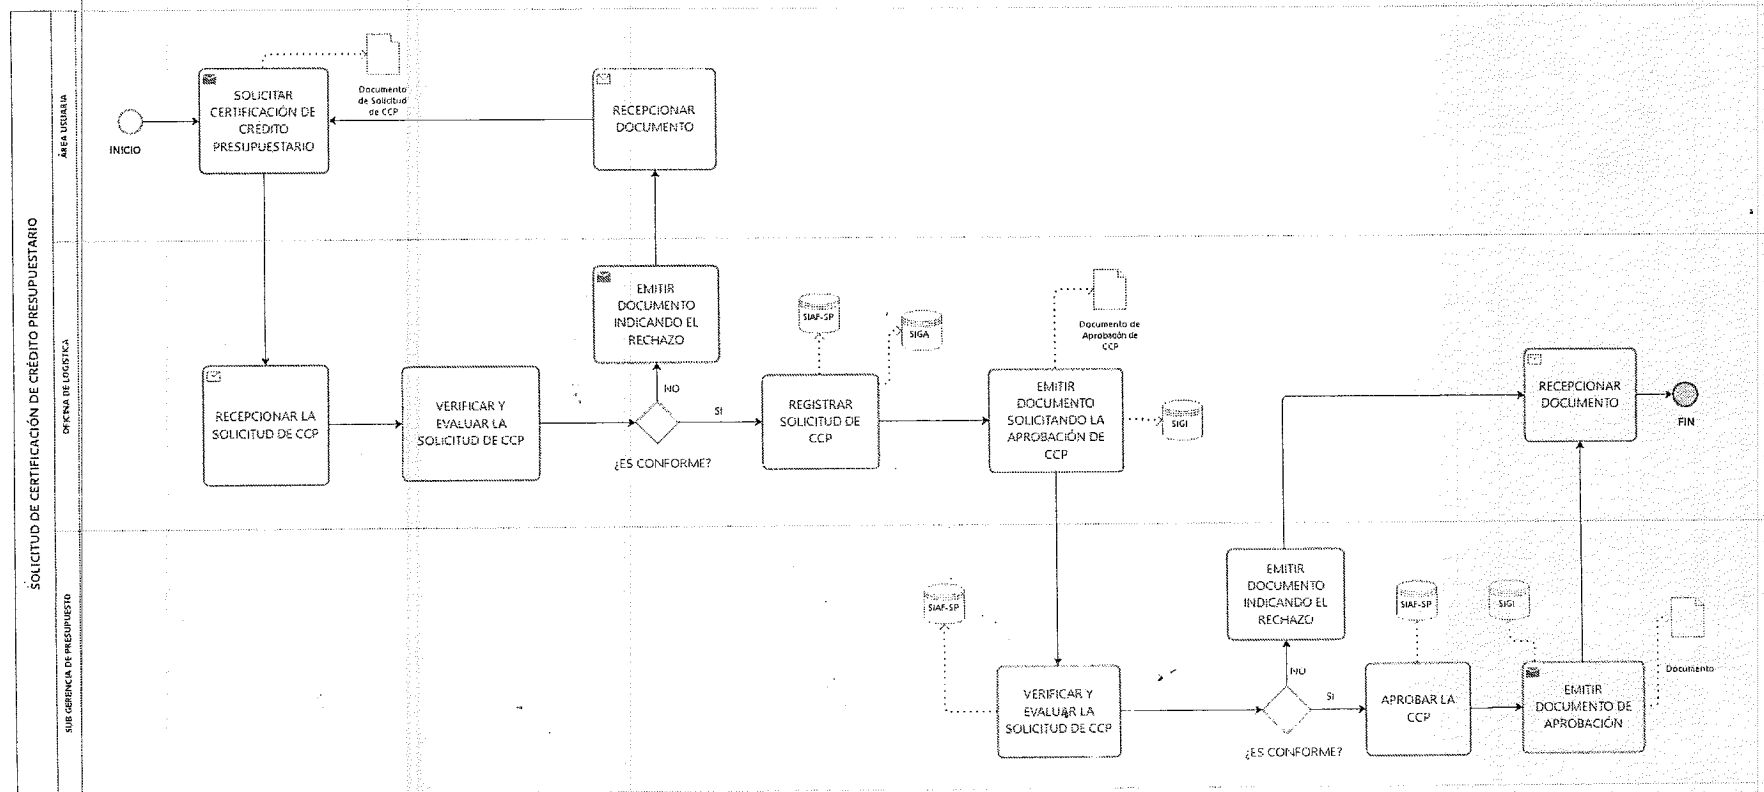 SOLICITUD DE CERTIFICACIÓN DE CRÉDITO PRESUPUESTARIO
ÁREA USUARIA
INICIO
SOLICITAR
CERTIFICACIÓN DE
CRÉDITO
PRESUPUESTARIO
Documento
de Solicitud
de CCP
RECEPCIONAR
DOCUMENTO
OFICINA DE LOGISTICA
RECEPCIONAR LA
SOLICITUD DE CCP
VERIFICAR Y
EVALUAR LA
SOLICITUD DE CCP
EMITIR
DOCUMENTO
INDICANDO EL
RECHAZO
NO
SI
¿ES CONFORME?
SIAF-SP
SIGA
REGISTRAR
SOLICITUD DE
CCP
Documento de
Aprobación de
CCP
EMITIR
DOCUMENTO
SOLICITANDO LA
APROBACIÓN DE
CCP
SIGI
RECEPCIONAR
DOCUMENTO
FIN
SUB GERENCIA DE PRESUPUESTO
SIAF-SP
VERIFICAR Y
EVALUAR LA
SOLICITUD DE CCP
EMITIR
DOCUMENTO
INDICANDO EL
RECHAZO
NO
SI
¿ES CONFORME?
SIAF-SP
APROBAR LA
CCP
SIGI
EMITIR
DOCUMENTO DE
APROBACIÓN
Documento